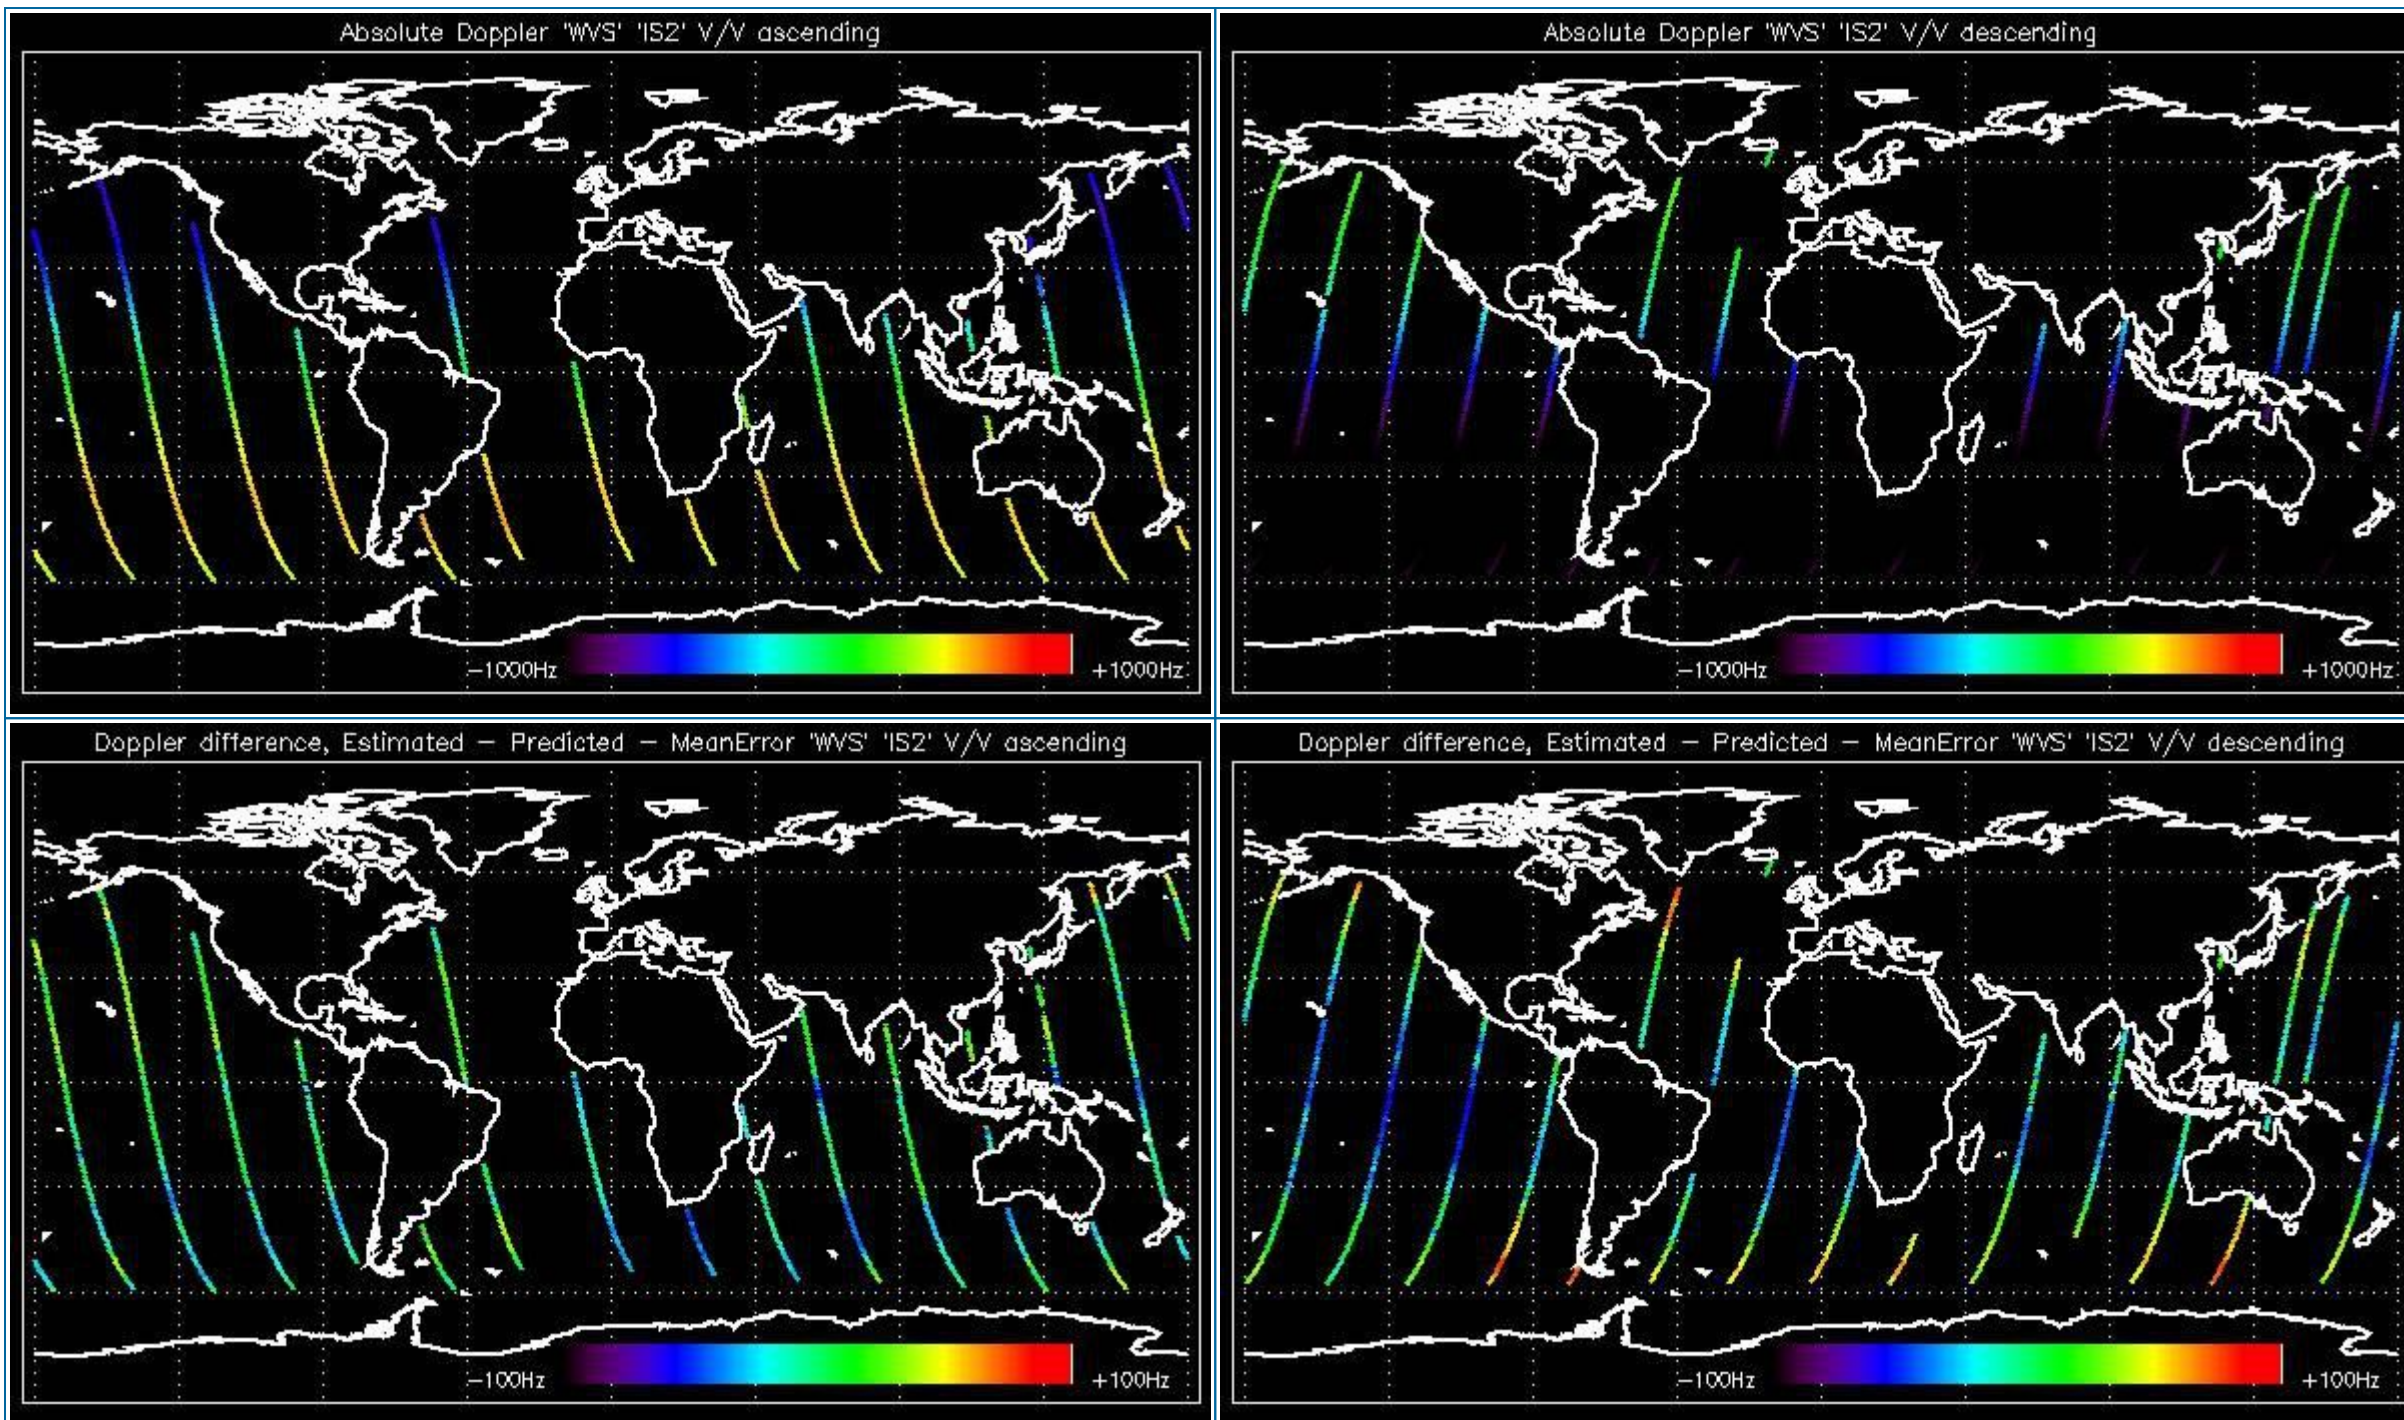 Absolute Doppler 'WVS' 'IS2' V/V ascending
-1000Hz
+1000Hz
Absolute Doppler 'WVS' 'IS2' V/V descending
-1000Hz
+1000Hz
Doppler difference, Estimated - Predicted - MeanError 'WVS' 'IS2' V/V ascending
-100Hz
+100Hz
Doppler difference, Estimated - Predicted - MeanError 'WVS' 'IS2' V/V descending
-100Hz
+100Hz